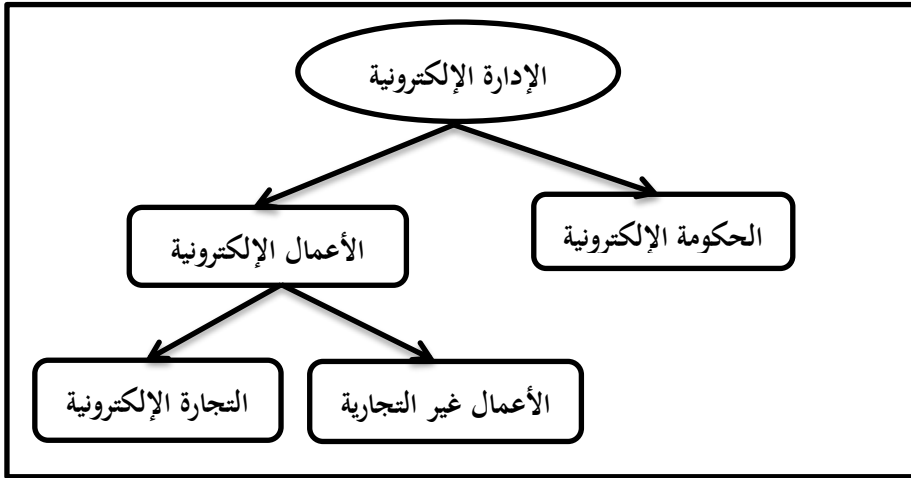 الإدارة الإلكترونية
الحكومة الإلكترونية
الأعمال الإلكترونية
الأعمال غير التجارية
التجارة الإلكترونية